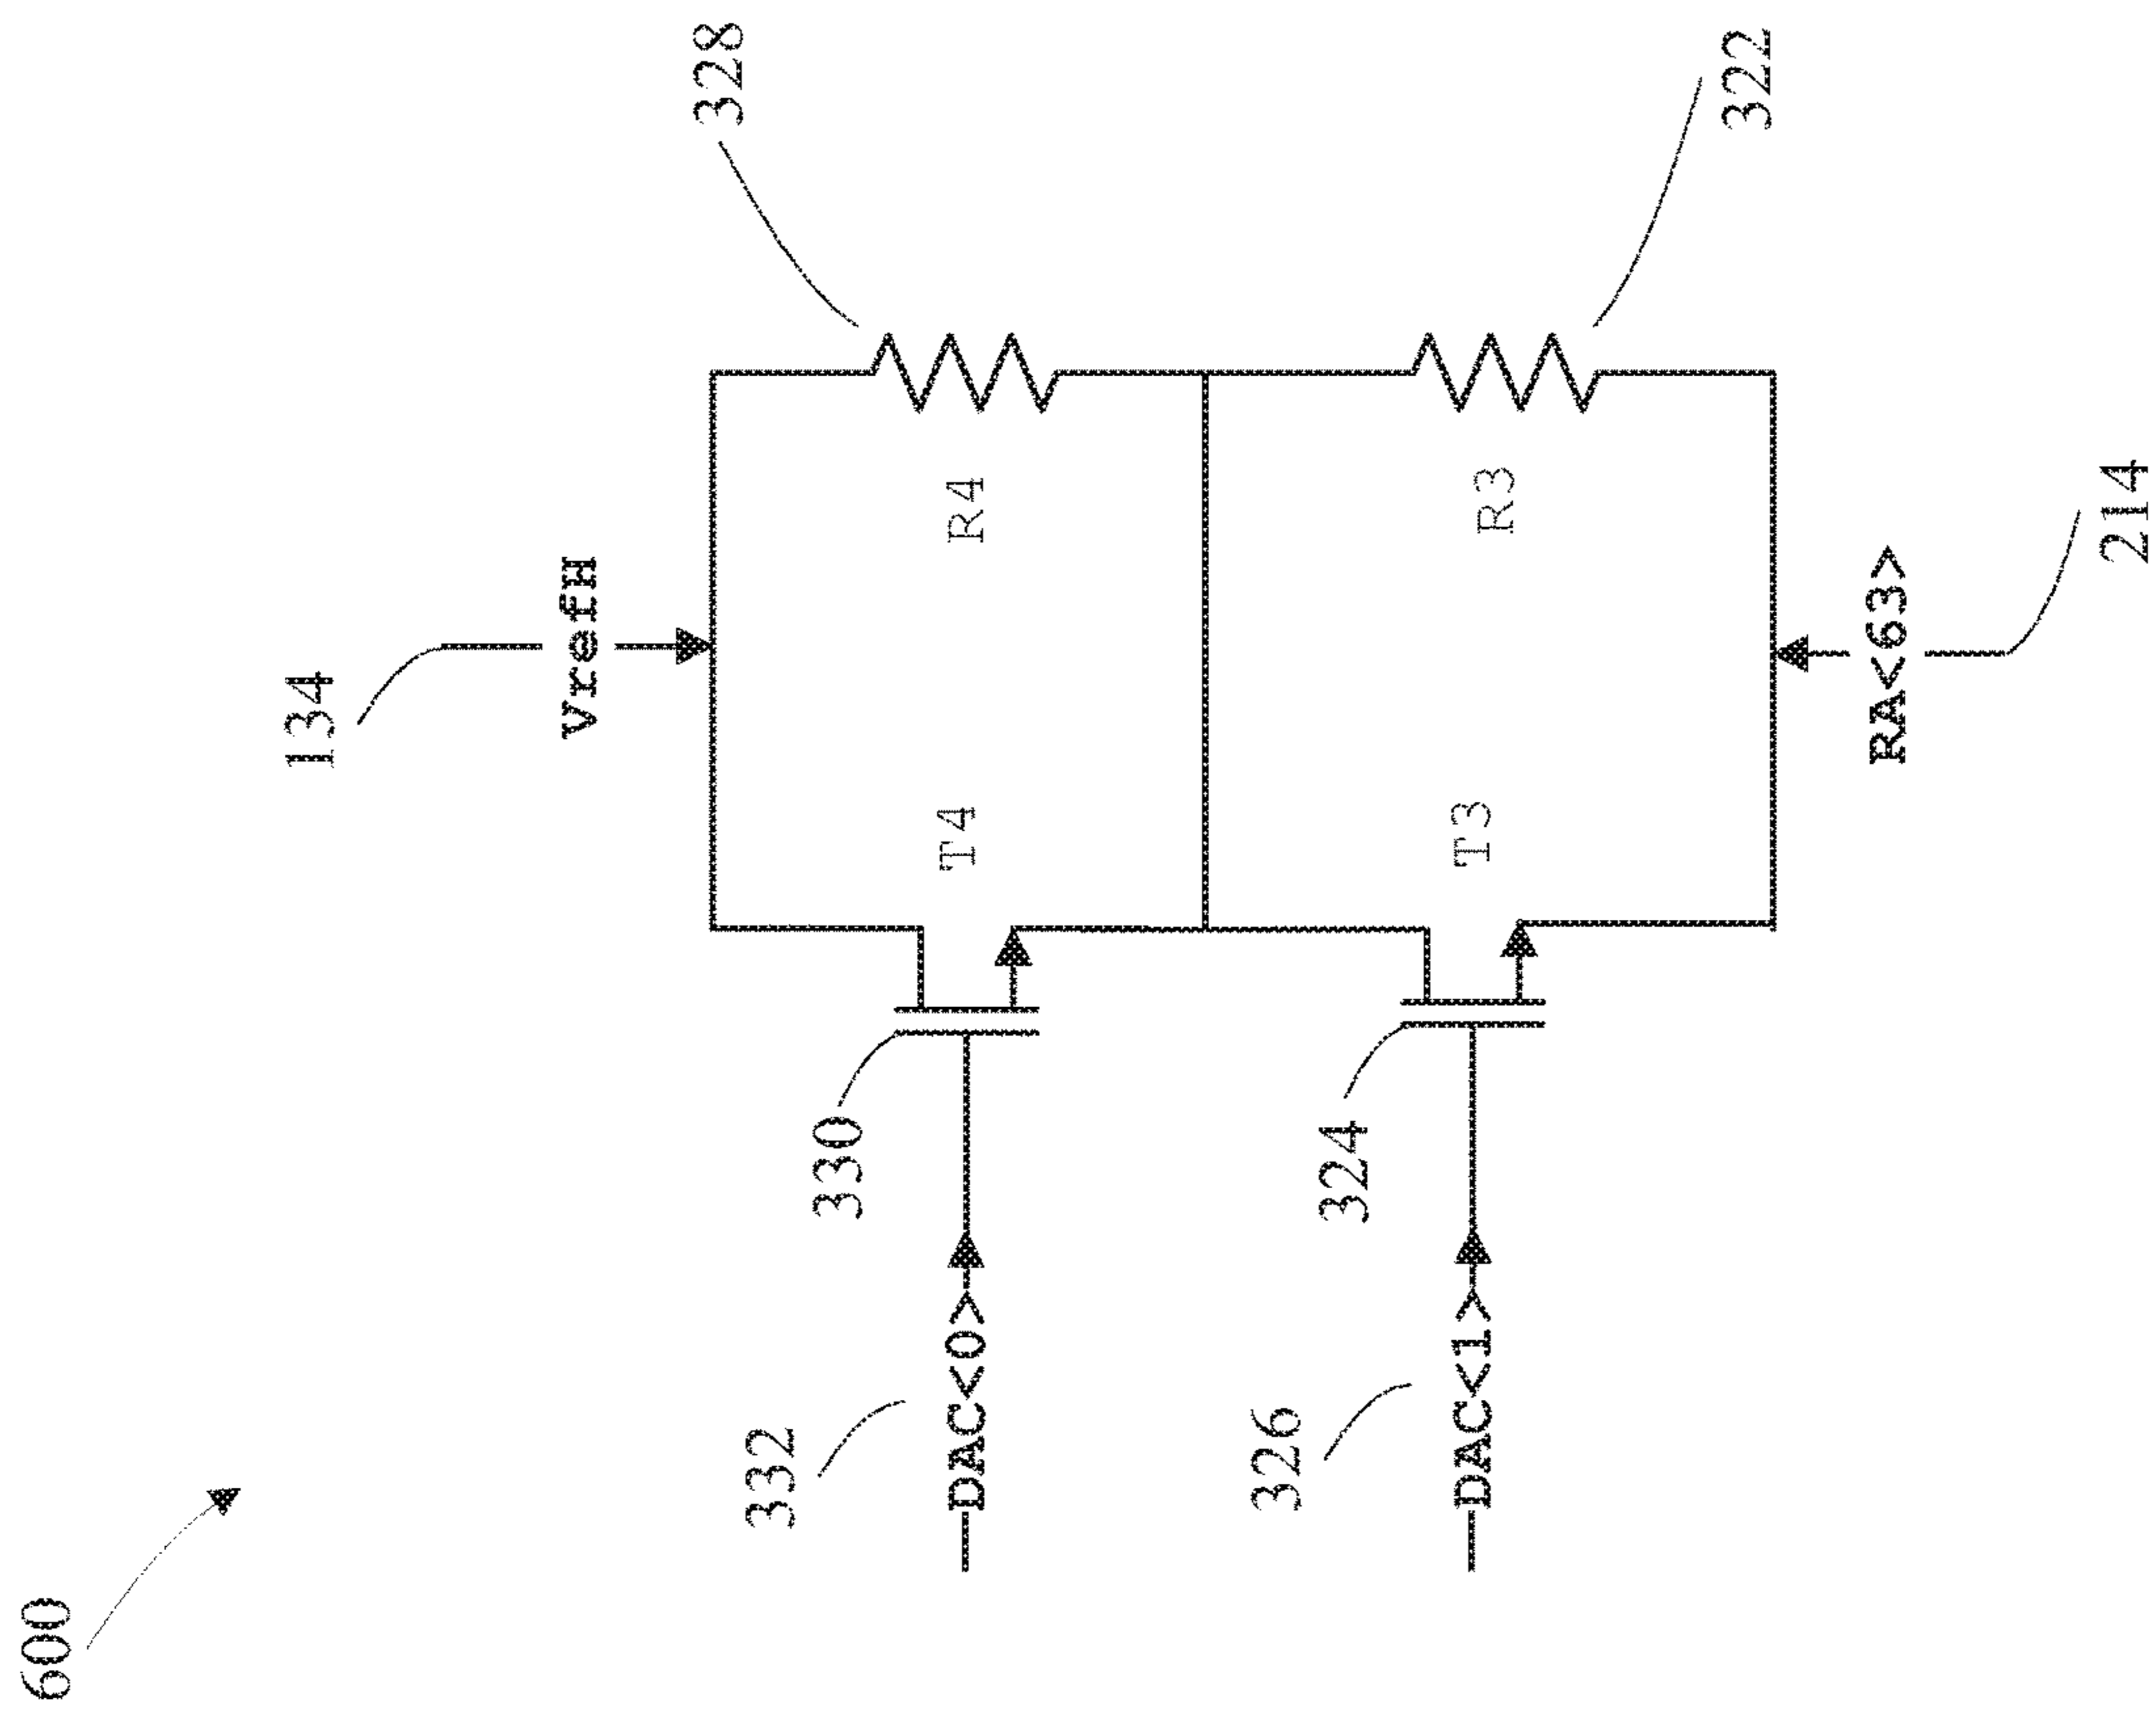 600
134
VrefH
328
332
DAC<0>
330
T4
R4
326
DAC<1>
324
T3
R3
322
RA<63>
214